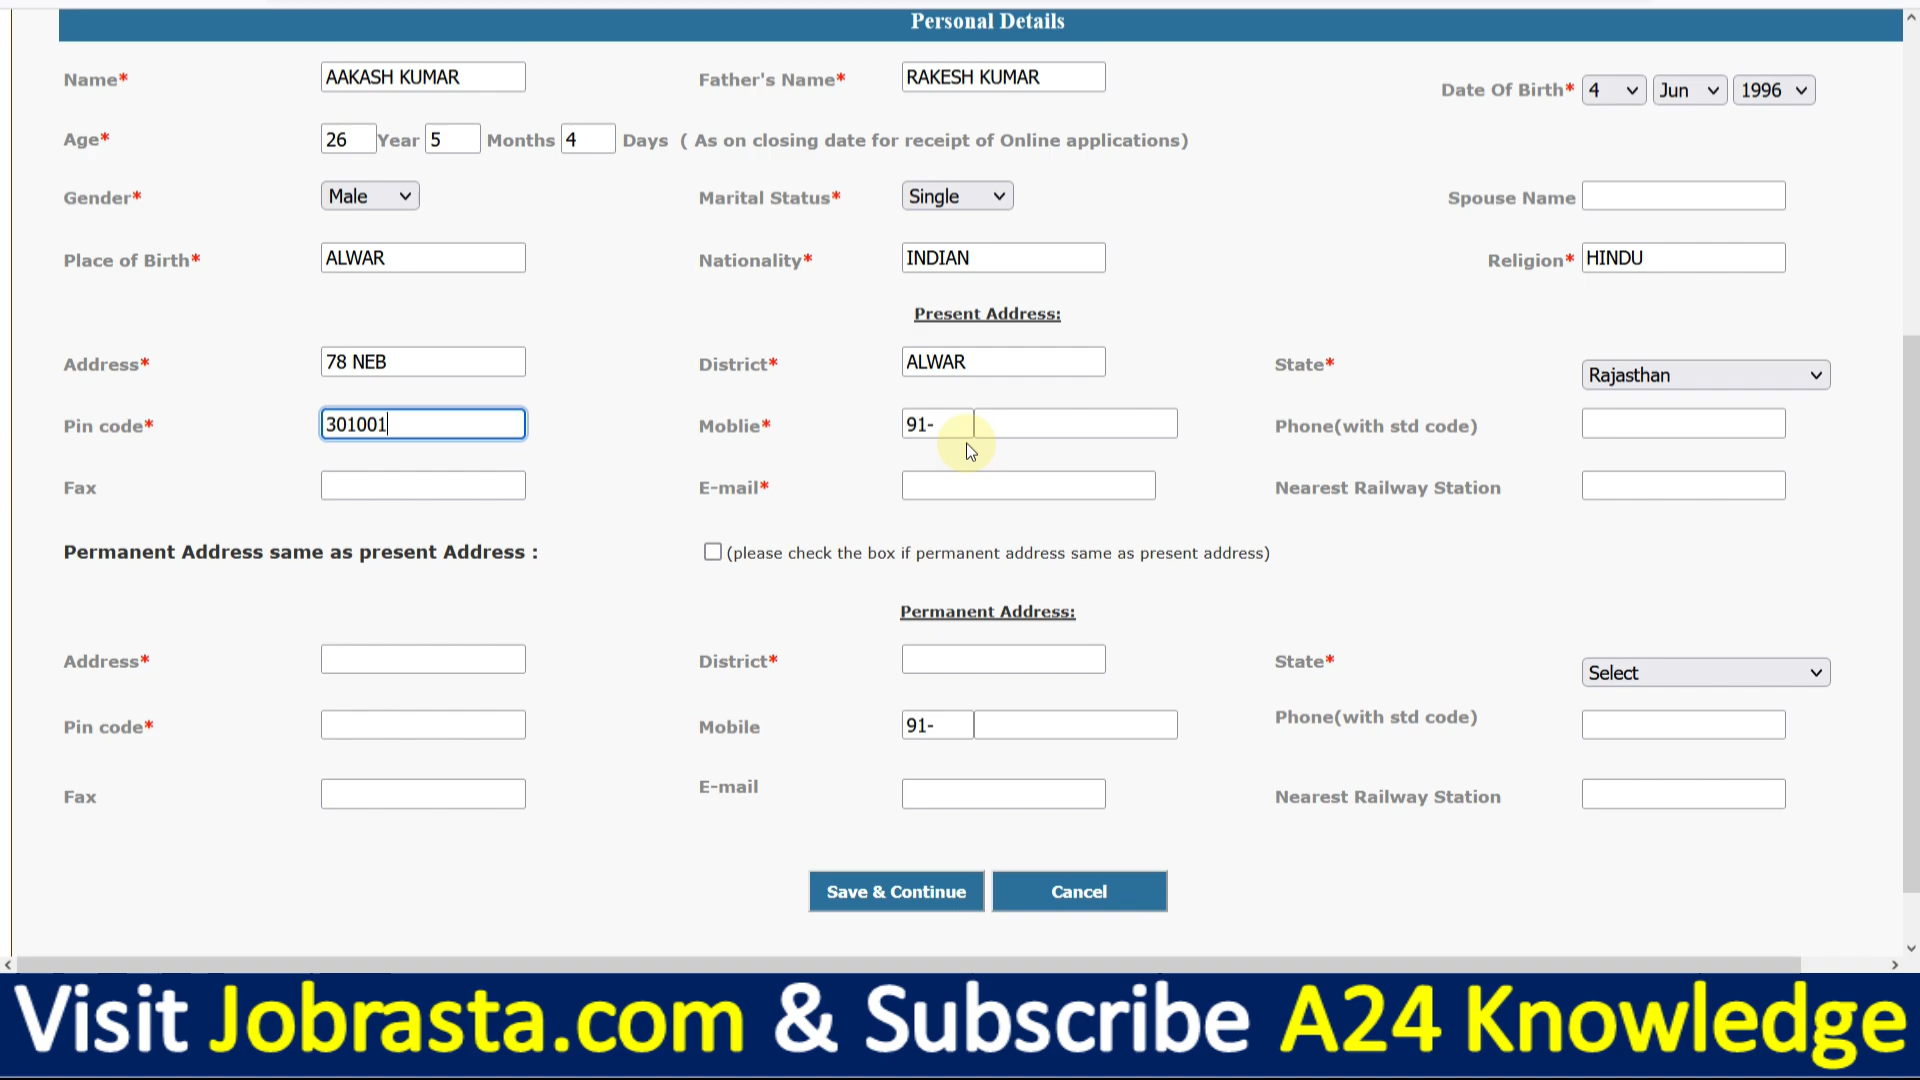 Personal Details
Name* AAKASH KUMAR Father's Name* RAKESH KUMAR Date Of Birth* 4 Jun 1996
Age* 26 Year 5 Months 4 Days ( As on closing date for receipt of Online applications)
Gender* Male Marital Status* Single Spouse Name
Place of Birth* ALWAR Nationality* INDIAN Religion* HINDU
Present Address:
Address* 78 NEB District* ALWAR State* Rajasthan
Pin code* 301001 Moblie* 91- Phone(with std code)
Fax E-mail* Nearest Railway Station
Permanent Address same as present Address : (please check the box if permanent address same as present address)
Permanent Address:
Address* District* State* Select
Pin code* Mobile 91- Phone(with std code)
Fax E-mail Nearest Railway Station
Save & Continue Cancel
Visit Jobrasta.com & Subscribe A24 Knowledge